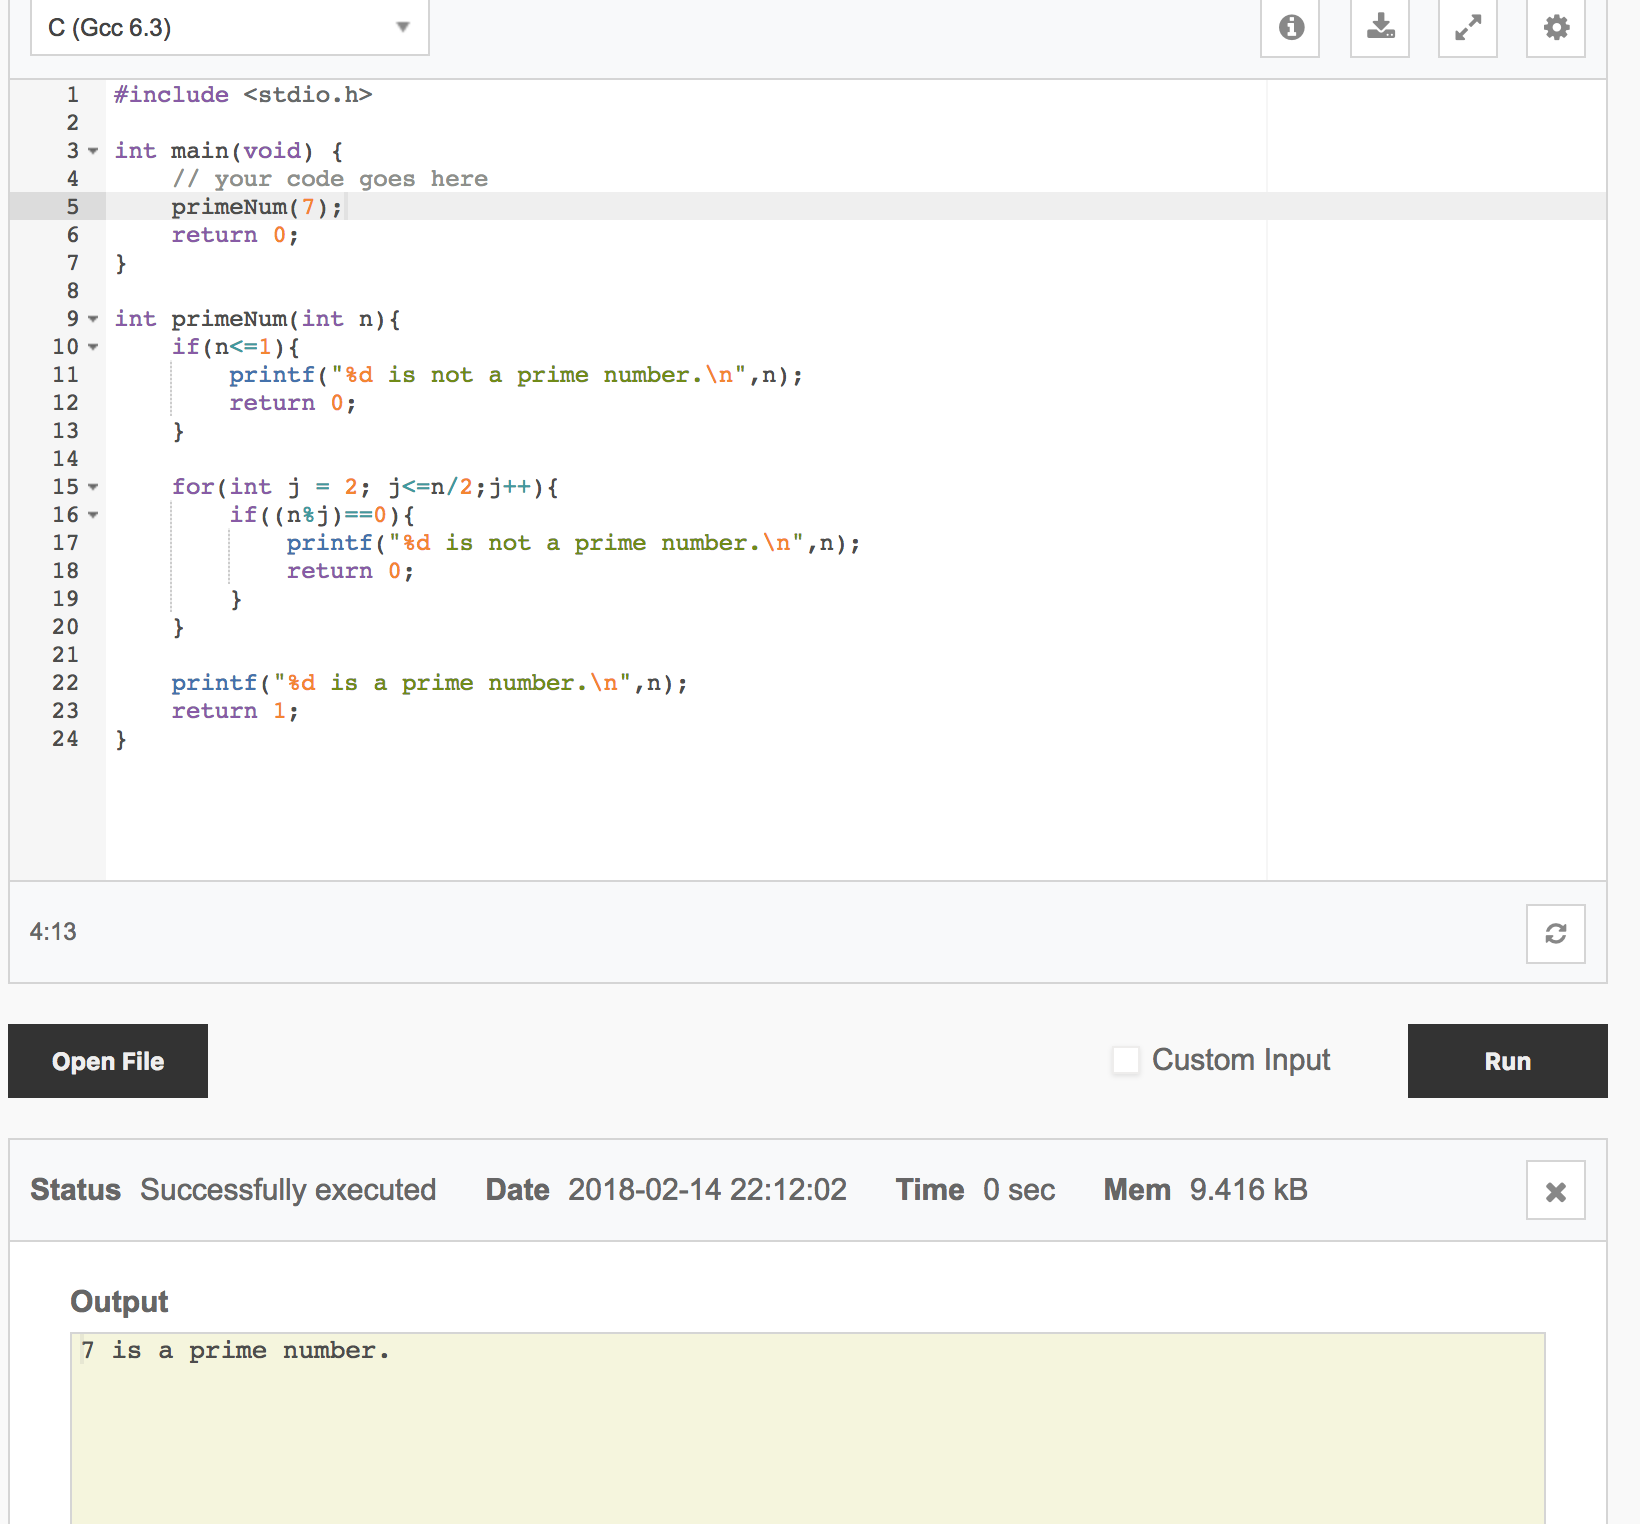 C (Gcc 6.3)
1 #include <stdio.h>
2
3 int main(void) {
4     // your code goes here
5     primeNum(7);
6     return 0;
7 }
8
9 int primeNum(int n){
10     if(n<=1){
11         printf("%d is not a prime number.\n",n);
12         return 0;
13     }
14
15     for(int j = 2; j<=n/2;j++){
16         if((n%j)==0){
17             printf("%d is not a prime number.\n",n);
18             return 0;
19         }
20     }
21
22     printf("%d is a prime number.\n",n);
23     return 1;
24 }
4:13
Open File Custom Input Run
Status Successfully executed Date 2018-02-14 22:12:02 Time 0 sec Mem 9.416 kB
Output
7 is a prime number.